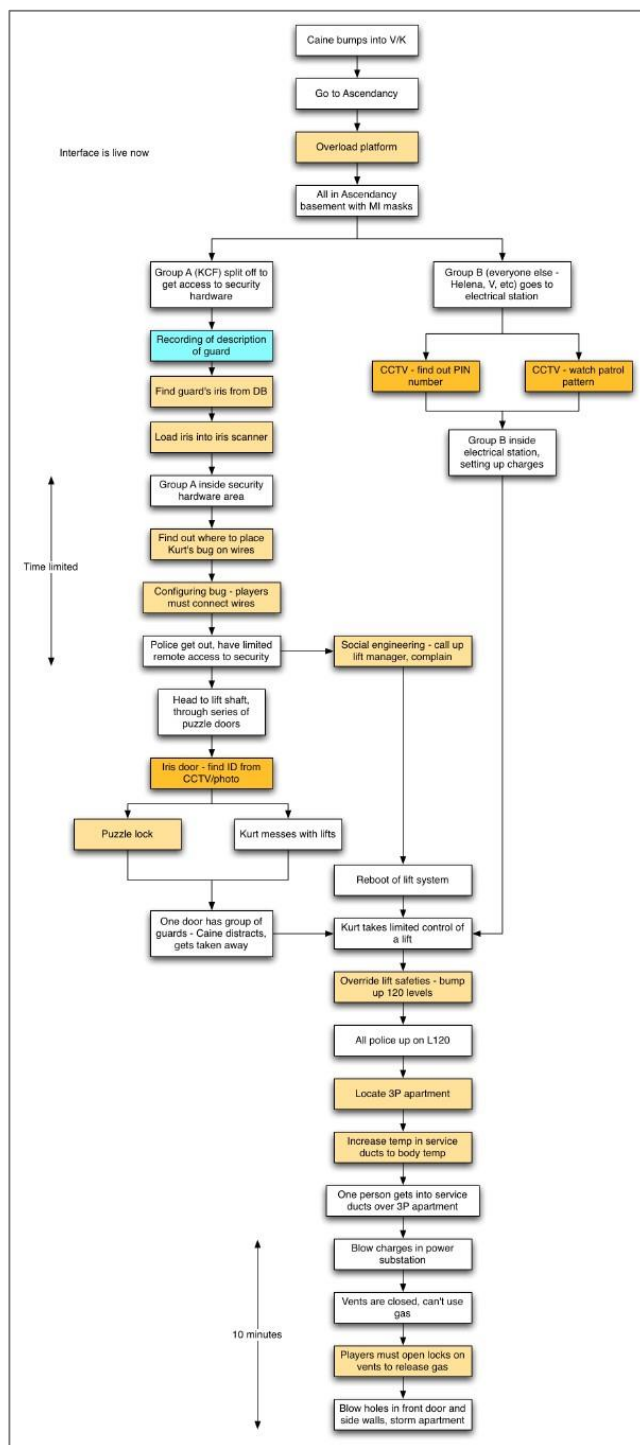 Caine bumps into V/K
Go to Ascendancy
Interface is live now
Overload platform
All in Ascendancy
basement with MI masks
Group A (KCF) split off to
get access to security
hardware
Group B (everyone else -
Helena, V, etc) goes to
electrical station
Recording of description
of guard
CCTV - find out PIN
number
CCTV - watch patrol
pattern
Find guard's iris from DB
Load iris into iris scanner
Group B inside
electrical station,
setting up charges
Group A inside security
hardware area
Time limited
Find out where to place
Kurt's bug on wires
Configuring bug - players
must connect wires
Police get out, have limited
remote access to security
Social engineering - call up
lift manager, complain
Head to lift shaft,
through series of
puzzle doors
Iris door - find ID from
CCTV/photo
Puzzle lock
Kurt messes with lifts
Reboot of lift system
One door has group of
guards - Caine distracts,
gets taken away
Kurt takes limited control of
a lift
Override lift safeties - bump
up 120 levels
All police up on L120
Locate 3P apartment
Increase temp in service
ducts to body temp
One person gets into service
ducts over 3P apartment
Blow charges in power
substation
Vents are closed, can't use
gas
10 minutes
Players must open locks on
vents to release gas
Blow holes in front door and
side walls, storm apartment